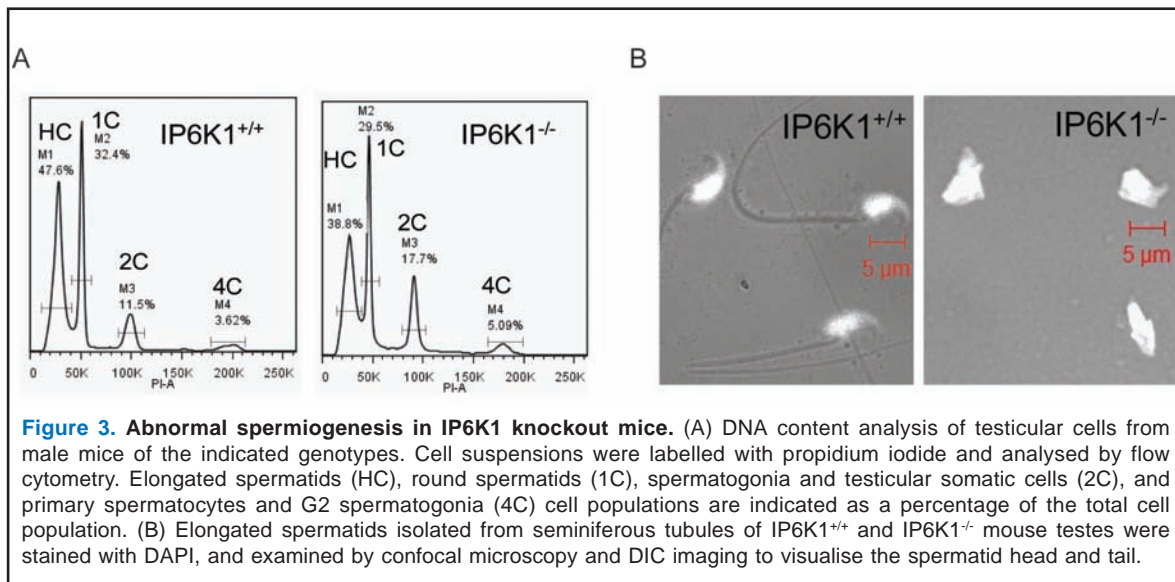 A
B
IP6K1+/+
HC
M1
47.6%
1C
M2
32.4%
2C
M3
11.5%
4C
M4
3.62%
0 50K 100K 150K 200K 250K
PI-A
IP6K1-/-
M2
29.5%
1C
HC
M1
38.8%
2C
M3
17.7%
4C
M4
5.09%
0 50K 100K 150K 200K 250K
PI-A
IP6K1+/+
5 µm
IP6K1-/-
5 µm
Figure 3. Abnormal spermiogenesis in IP6K1 knockout mice. (A) DNA content analysis of testicular cells from
male mice of the indicated genotypes. Cell suspensions were labelled with propidium iodide and analysed by flow
cytometry. Elongated spermatids (HC), round spermatids (1C), spermatogonia and testicular somatic cells (2C), and
primary spermatocytes and G2 spermatogonia (4C) cell populations are indicated as a percentage of the total cell
population. (B) Elongated spermatids isolated from seminiferous tubules of IP6K1+/+ and IP6K1-/- mouse testes were
stained with DAPI, and examined by confocal microscopy and DIC imaging to visualise the spermatid head and tail.